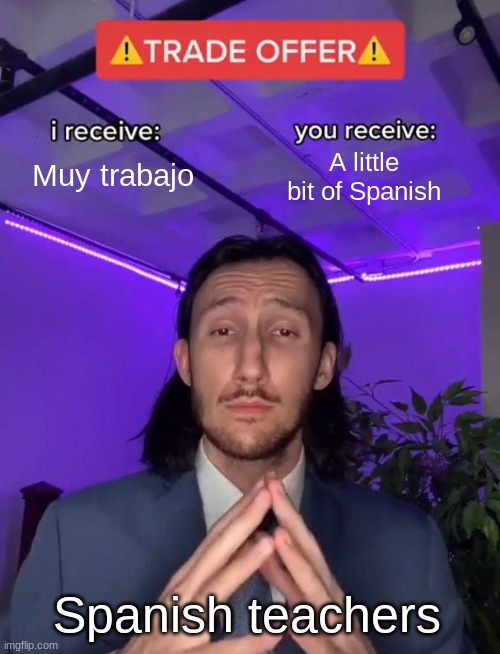 ⚠️TRADE OFFER⚠️
i receive:
you receive:
Muy trabajo
A little
bit of Spanish
Spanish teachers
imgflip.com